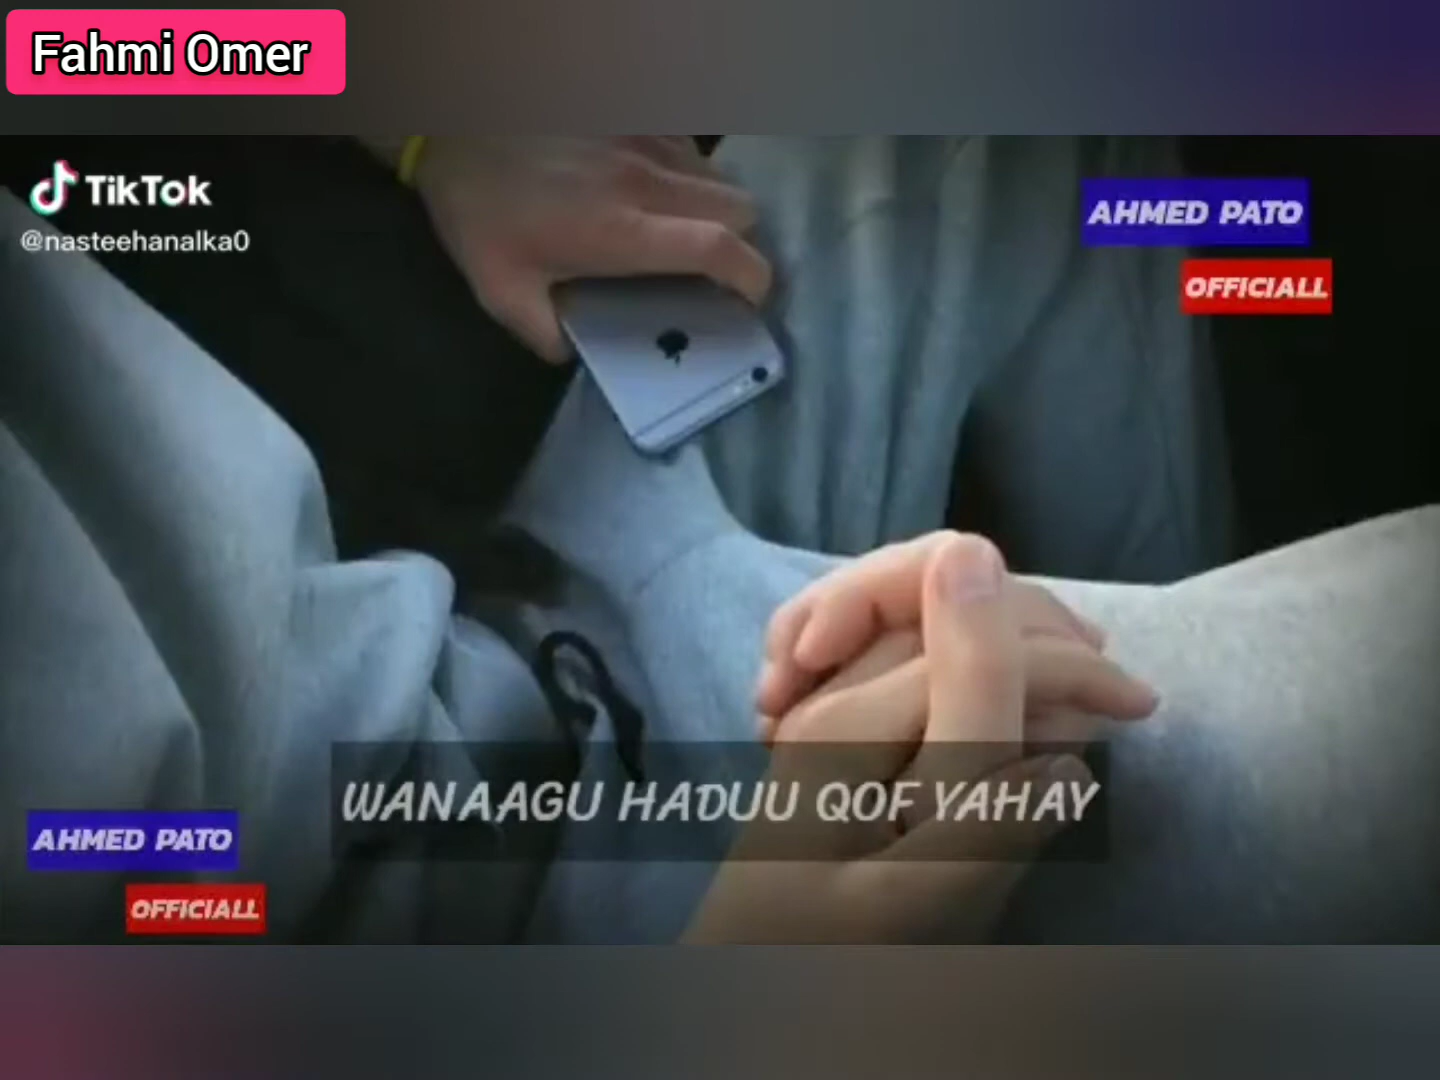 Fahmi Omer
TikTok
@nasteehanalka0
AHMED PATO
OFFICIALL
WANAAGU HADUU QOF YAHAY
AHMED PATO
OFFICIALL